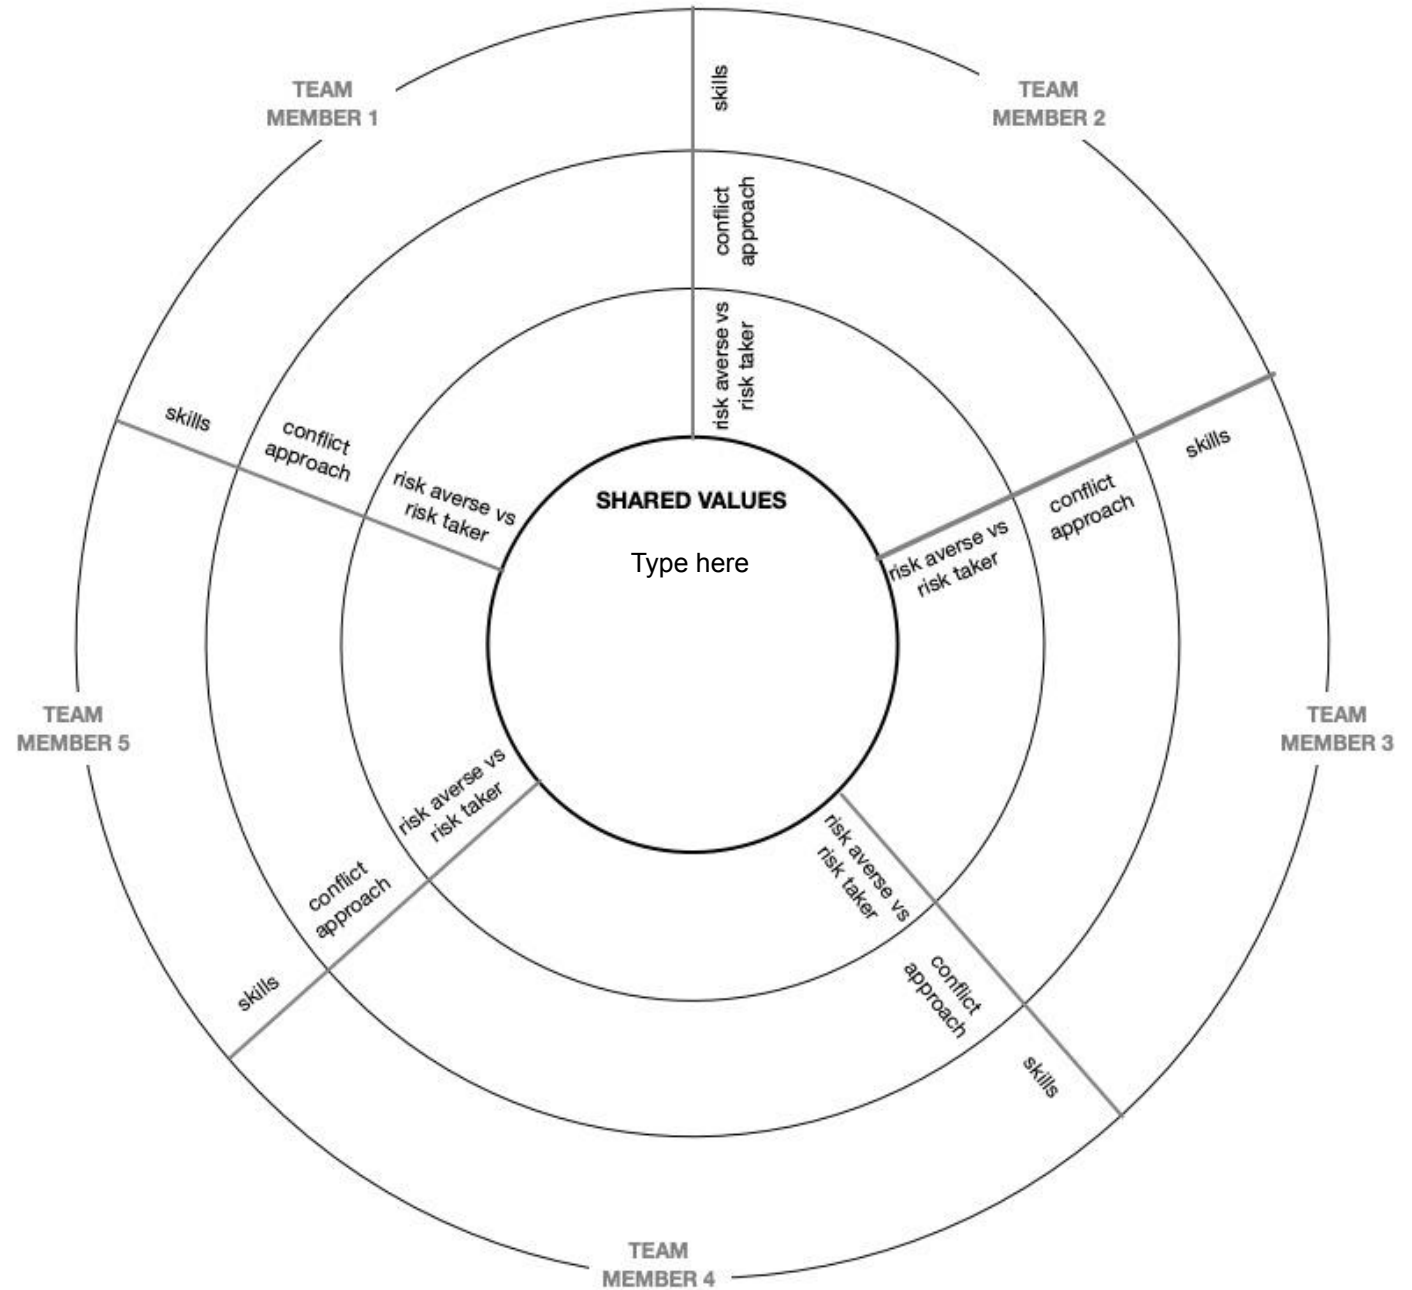 TEAM
MEMBER 1
TEAM
MEMBER 2
skills
conflict
approach
risk averse vs
risk taker
skills
conflict
approach
risk averse vs
risk taker
skills
conflict
approach
risk averse vs
risk taker
SHARED VALUES
Type here
TEAM
MEMBER 5
TEAM
MEMBER 3
risk averse vs
risk taker
conflict
approach
skills
risk averse vs
risk taker
conflict
approach
skills
TEAM
MEMBER 4